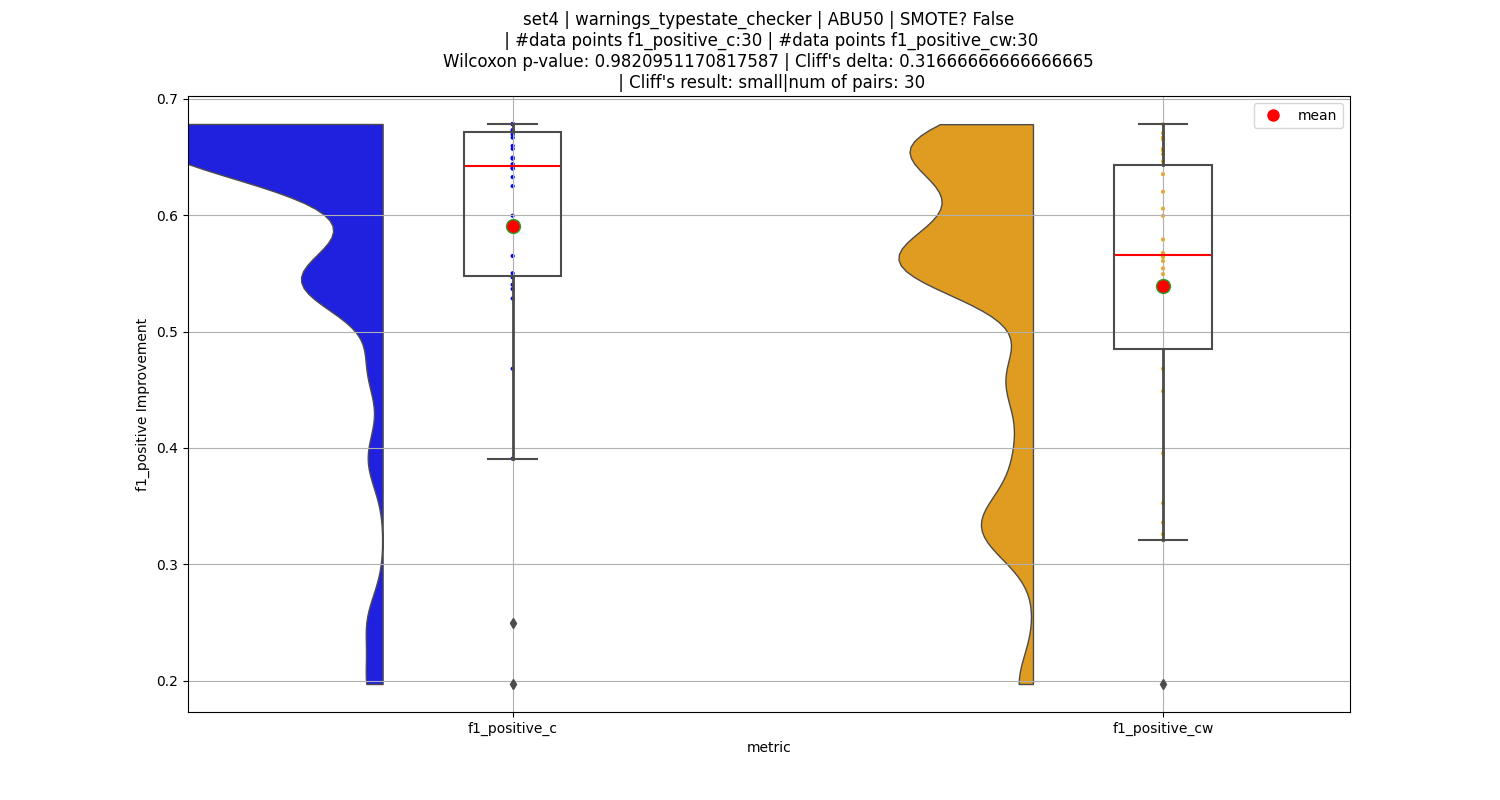 set4 | warnings_typestate_checker | ABU50 | SMOTE? False
| #data points f1_positive_c:30 | #data points f1_positive_cw:30
Wilcoxon p-value: 0.9820951170817587 | Cliff's delta: 0.31666666666666665
| Cliff's result: small|num of pairs: 30
mean
0.7
0.6
0.5
0.4
0.3
0.2
f1_positive Improvement
f1_positive_c
f1_positive_cw
metric